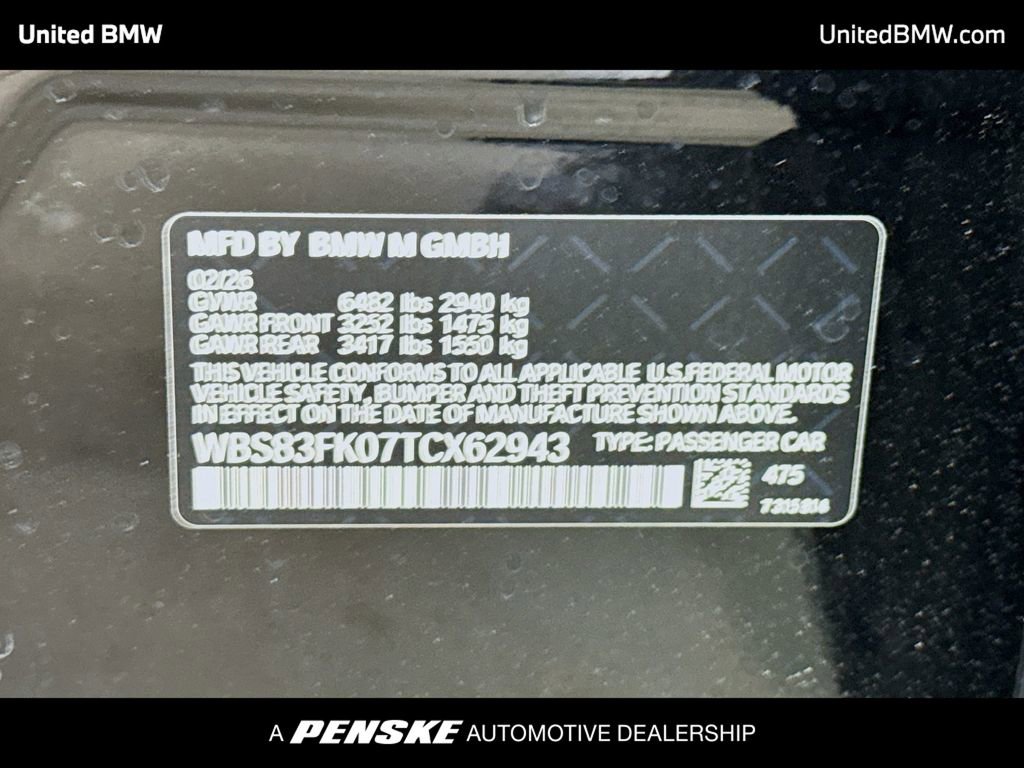 United BMW
UnitedBMW.com
MFD BY BMW M GMBH
02/26
GVWR 6482 lbs 2940 kg
GAWR FRONT 3252 lbs 1475 kg
GAWR REAR 3417 lbs 1550 kg
THIS VEHICLE CONFORMS TO ALL APPLICABLE U.S.FEDERAL MOTOR
VEHICLE SAFETY, BUMPER AND THEFT PREVENTION STANDARDS
IN EFFECT ON THE DATE OF MANUFACTURE SHOWN ABOVE.
WBS83FK07TCX62943 TYPE: PASSENGER CAR
475
A PENSKE AUTOMOTIVE DEALERSHIP